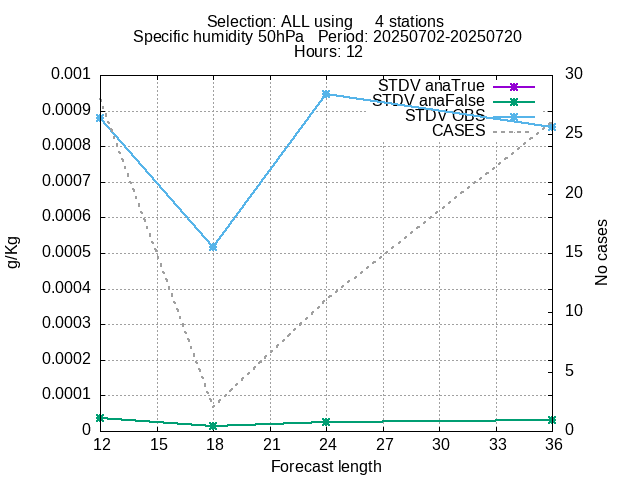 Selection: ALL using     4 stations
Specific humidity 50hPa   Period: 20250702-20250720
Hours: 12
STDV anaTrue
STDV anaFalse
STDV OBS
CASES
0.001
0.0009
0.0008
0.0007
0.0006
0.0005
0.0004
0.0003
0.0002
0.0001
0
30
25
20
15
10
5
0
g/Kg
No cases
12 15 18 21 24 27 30 33 36
Forecast length